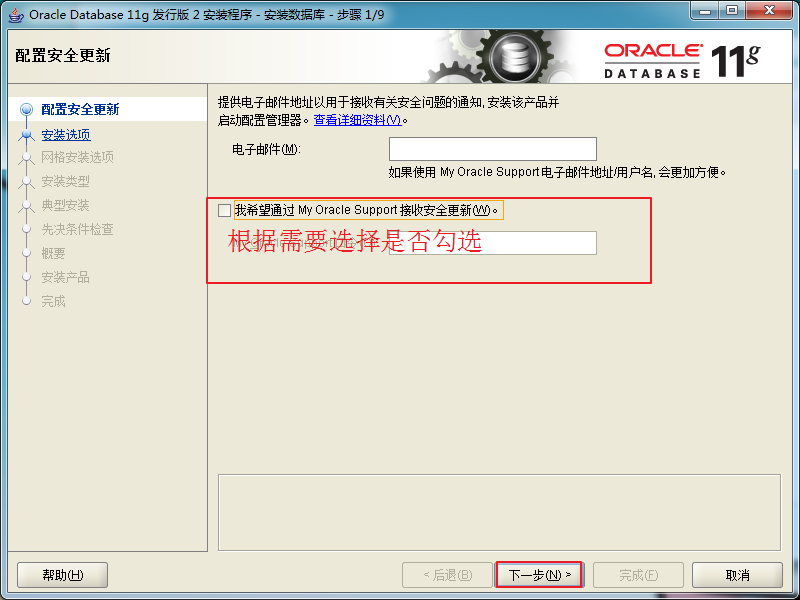 Oracle Database 11g 发行版 2 安装程序 - 安装数据库 - 步骤 1/9
配置安全更新
ORACLE
DATABASE
11g
配置安全更新
安装选项
网格安装选项
安装类型
典型安装
先决条件检查
概要
安装产品
完成
提供电子邮件地址以用于接收有关安全问题的通知, 安装该产品并
启动配置管理器。查看详细资料(V)。
电子邮件(M):
如果使用 My Oracle Support 电子邮件地址/用户名, 会更加方便。
我希望通过 My Oracle Support 接收安全更新(W)。
根据需要选择是否勾选
帮助(H)
< 后退(B)
下一步(N) >
完成(F)
取消